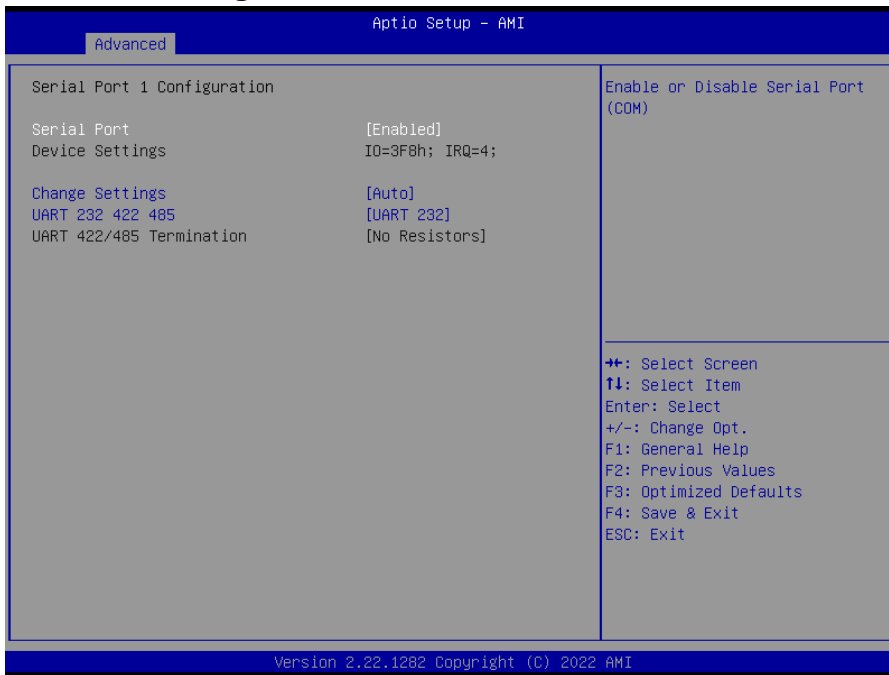 Aptio Setup – AMI
Advanced
Serial Port 1 Configuration
Serial Port [Enabled]
Device Settings IO=3F8h; IRQ=4;
Change Settings [Auto]
UART 232 422 485 [UART 232]
UART 422/485 Termination [No Resistors]
Enable or Disable Serial Port
(COM)
→←: Select Screen
↑↓: Select Item
Enter: Select
+/-: Change Opt.
F1: General Help
F2: Previous Values
F3: Optimized Defaults
F4: Save & Exit
ESC: Exit
Version 2.22.1282 Copyright (C) 2022 AMI